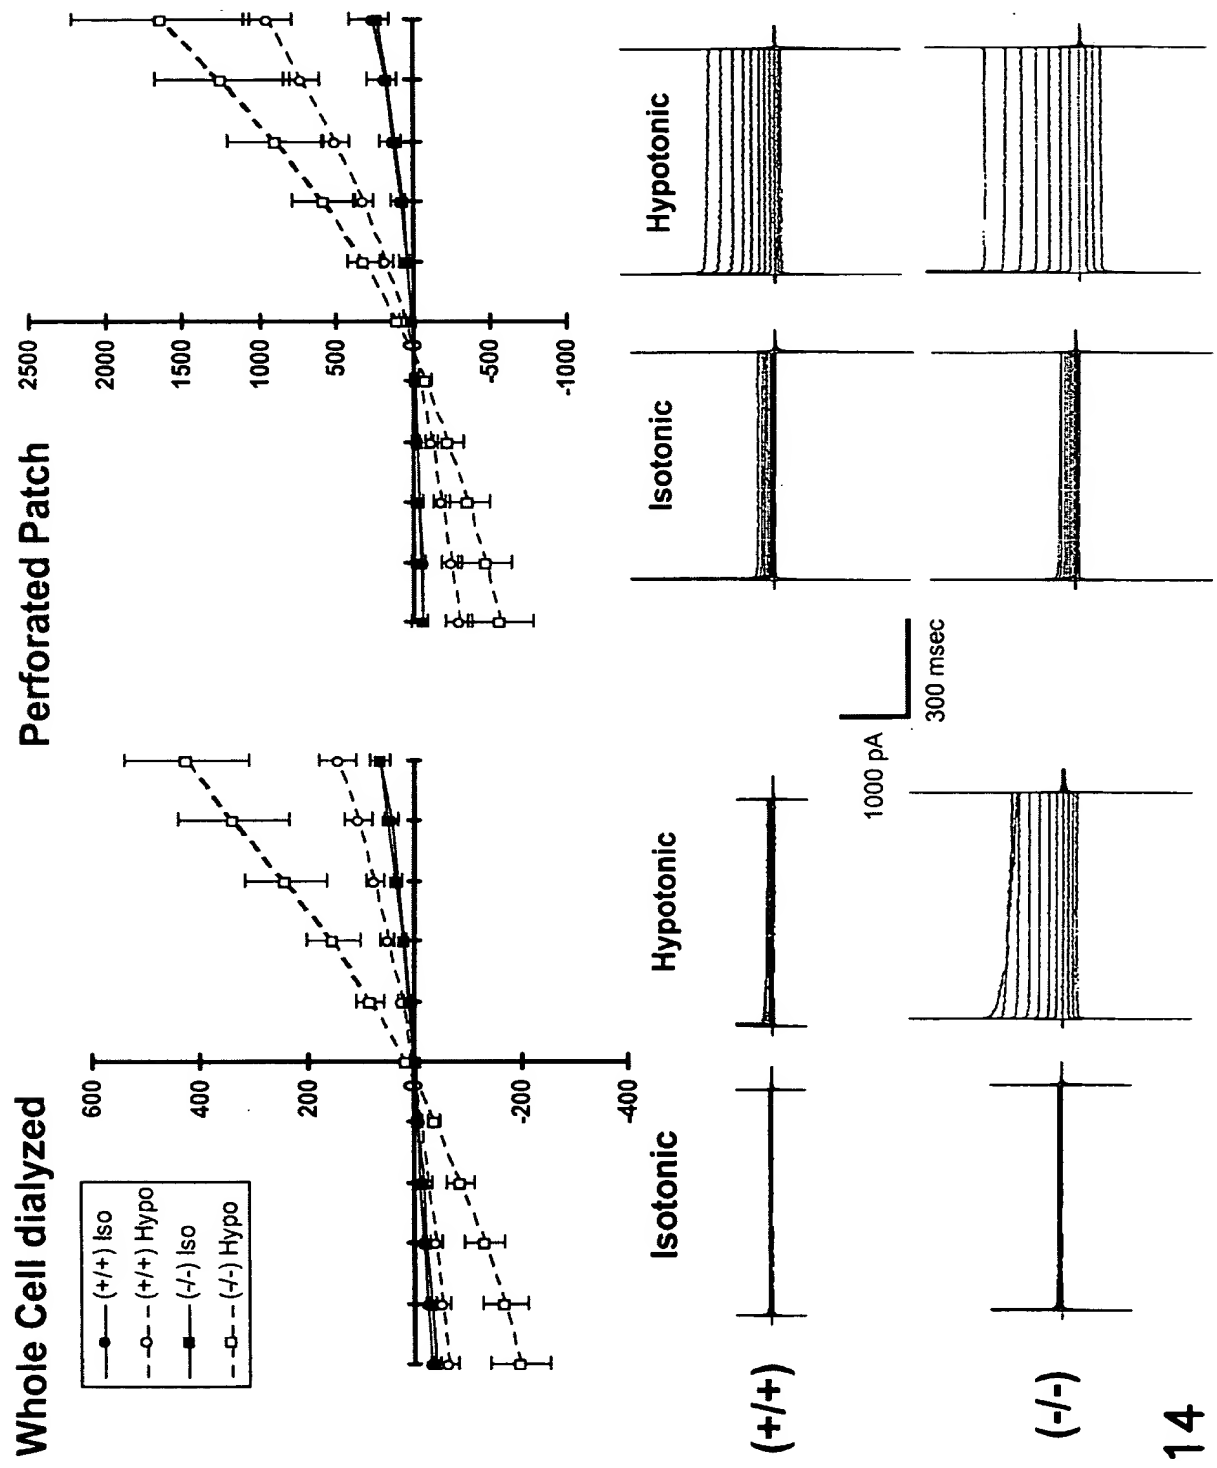 Whole Cell dialyzed
(+/+) Iso
(+/+) Hypo
(-/-) Iso
(-/-) Hypo
600
400
200
0
-200
-400
Perforated Patch
2500
2000
1500
1000
500
0
-500
-1000
Isotonic
Hypotonic
Isotonic
Hypotonic
(+/+)
1000 pA
300 msec
(-/-)
14